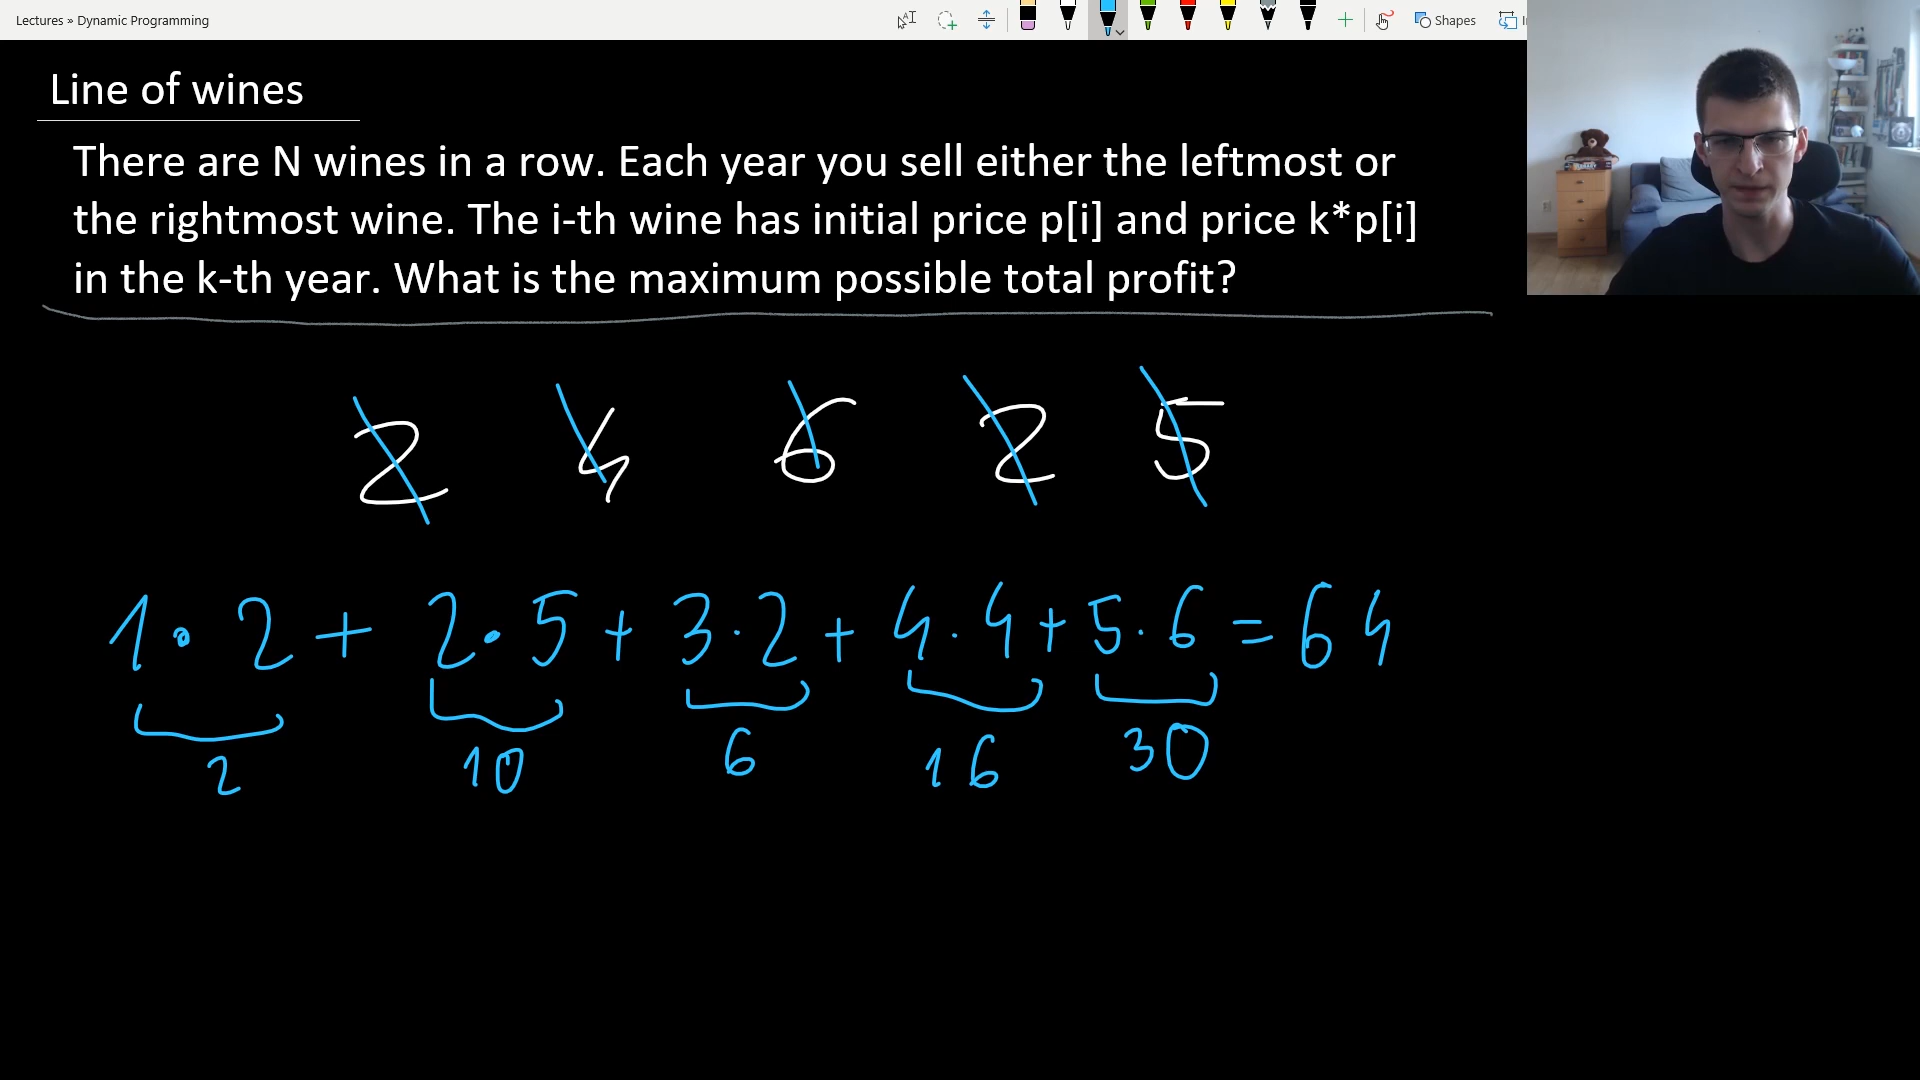 Lectures » Dynamic Programming
Shapes
Line of wines
There are N wines in a row. Each year you sell either the leftmost or
the rightmost wine. The i-th wine has initial price p[i] and price k*p[i]
in the k-th year. What is the maximum possible total profit?
2 4 6 2 5
1 · 2 + 2 · 5 + 3 · 2 + 4 · 4 + 5 · 6 = 64
2 10 6 16 30